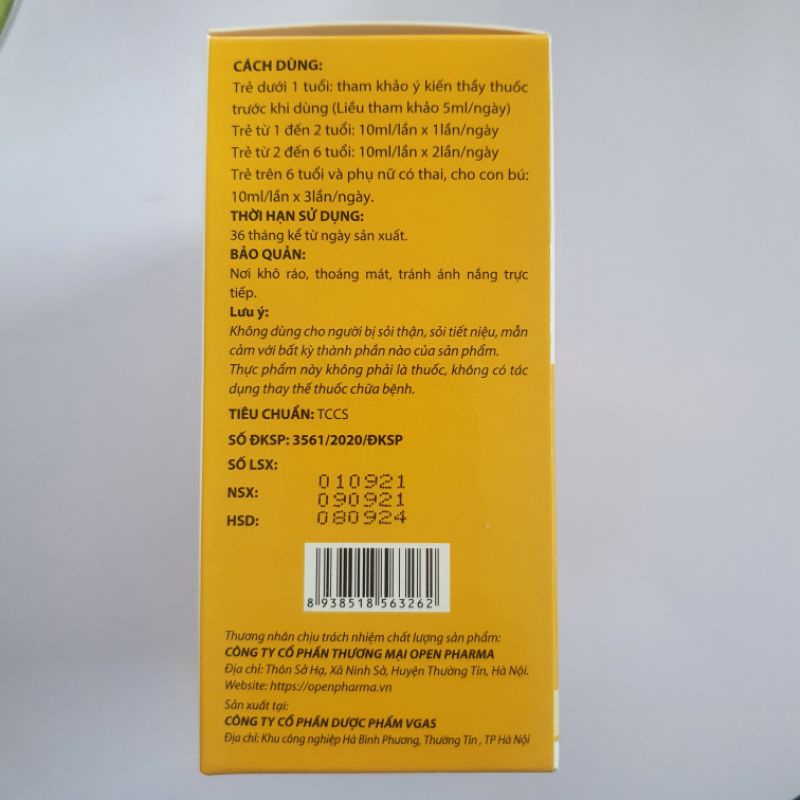 CÁCH DÙNG:
Trẻ dưới 1 tuổi: tham khảo ý kiến thầy thuốc
trước khi dùng (Liều tham khảo 5ml/ngày)
Trẻ từ 1 đến 2 tuổi: 10ml/lần x 1lần/ngày
Trẻ từ 2 đến 6 tuổi: 10ml/lần x 2lần/ngày
Trẻ trên 6 tuổi và phụ nữ có thai, cho con bú:
10ml/lần x 3lần/ngày.
THỜI HẠN SỬ DỤNG:
36 tháng kể từ ngày sản xuất.
BẢO QUẢN:
Nơi khô ráo, thoáng mát, tránh ánh nắng trực
tiếp.
Lưu ý:
Không dùng cho người bị sỏi thận, sỏi tiết niệu, mẫn
cảm với bất kỳ thành phần nào của sản phẩm.
Thực phẩm này không phải là thuốc, không có tác
dụng thay thế thuốc chữa bệnh.
TIÊU CHUẨN: TCCS
SỐ ĐKSP: 3561/2020/ĐKSP
SỐ LSX: 010921
NSX: 090921
HSD: 080924
8 938518 563262
Thương nhân chịu trách nhiệm chất lượng sản phẩm:
CÔNG TY CỔ PHẦN THƯƠNG MẠI OPEN PHARMA
Địa chỉ: Thôn Sở Hạ, Xã Ninh Sở, Huyện Thường Tín, Hà Nội.
Website: https://openpharma.vn
Sản xuất tại:
CÔNG TY CỔ PHẦN DƯỢC PHẨM VGAS
Địa chỉ: Khu công nghiệp Hà Bình Phương, Thường Tín , TP Hà Nội